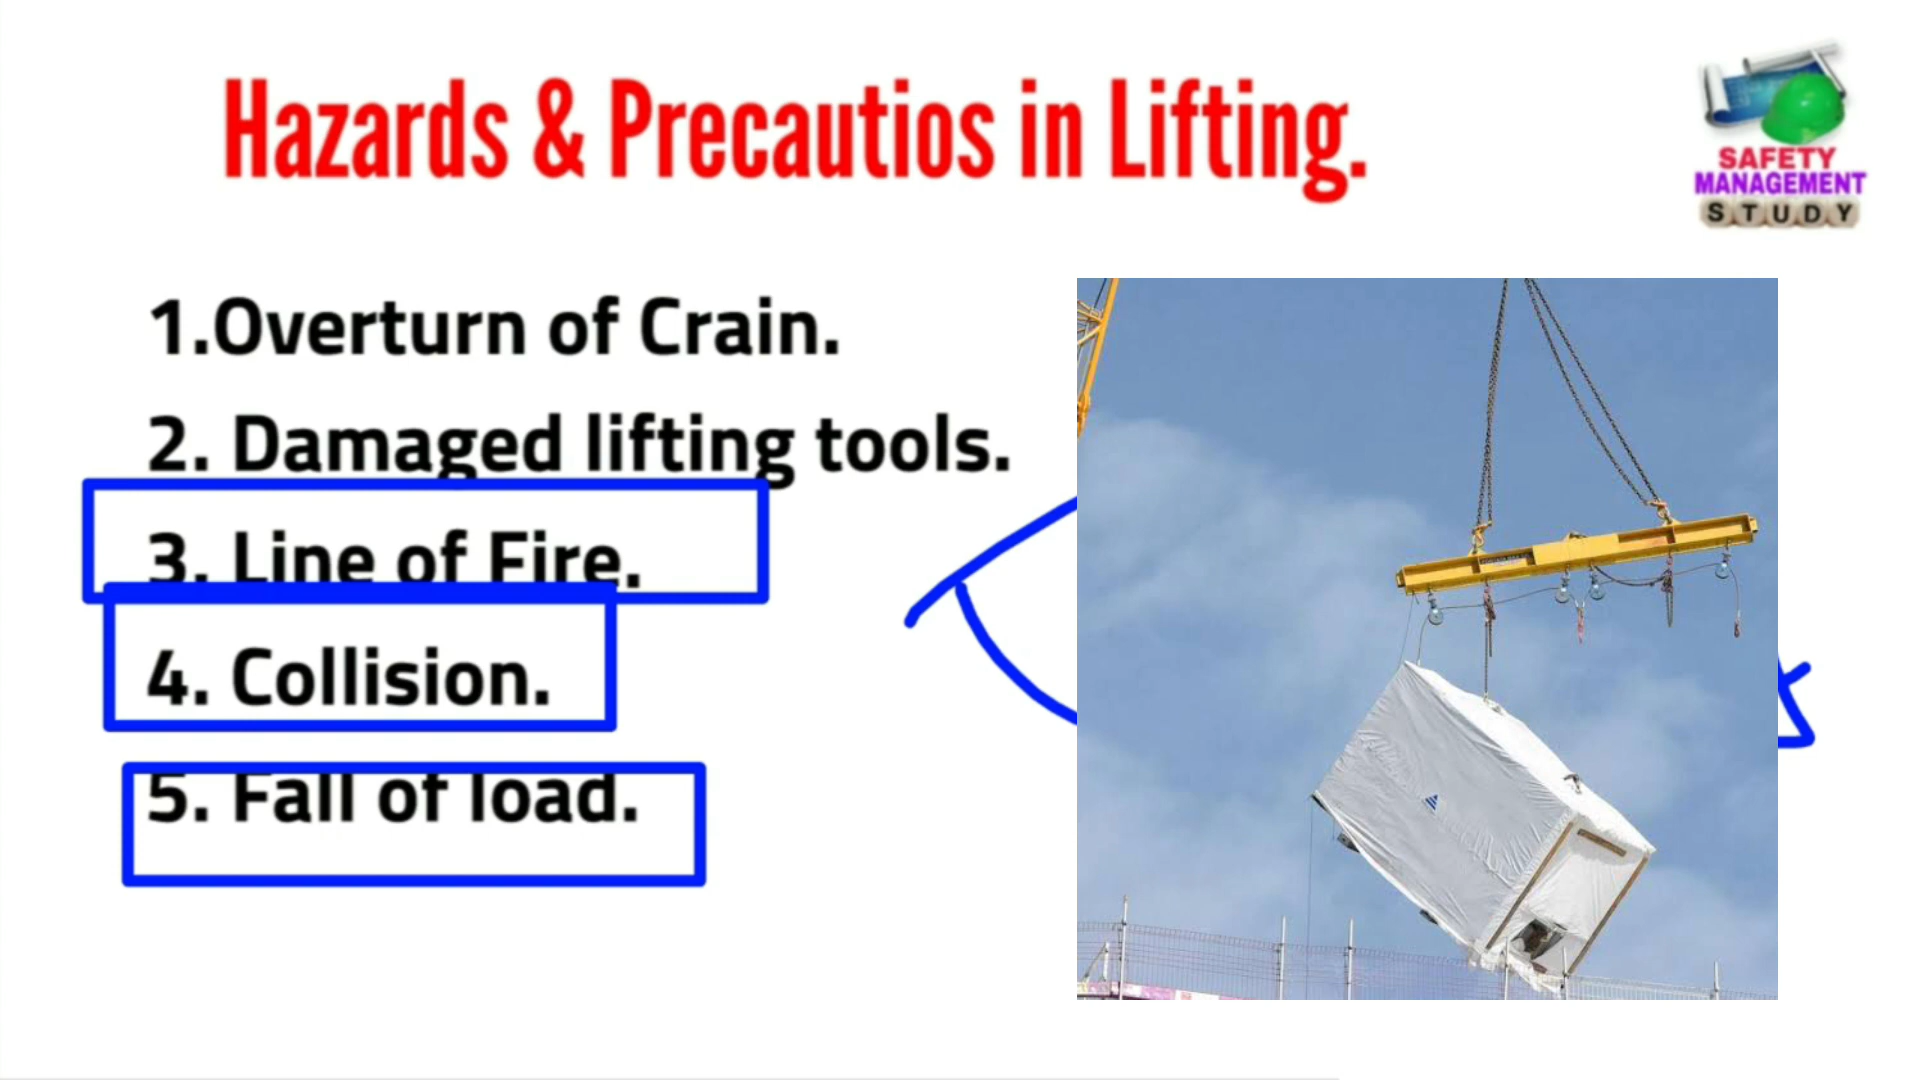 Hazards & Precautios in Lifting.
SAFETY
MANAGEMENT
STUDY
1.Overturn of Crain.
2. Damaged lifting tools.
3. Line of Fire.
4. Collision.
5. Fall of load.